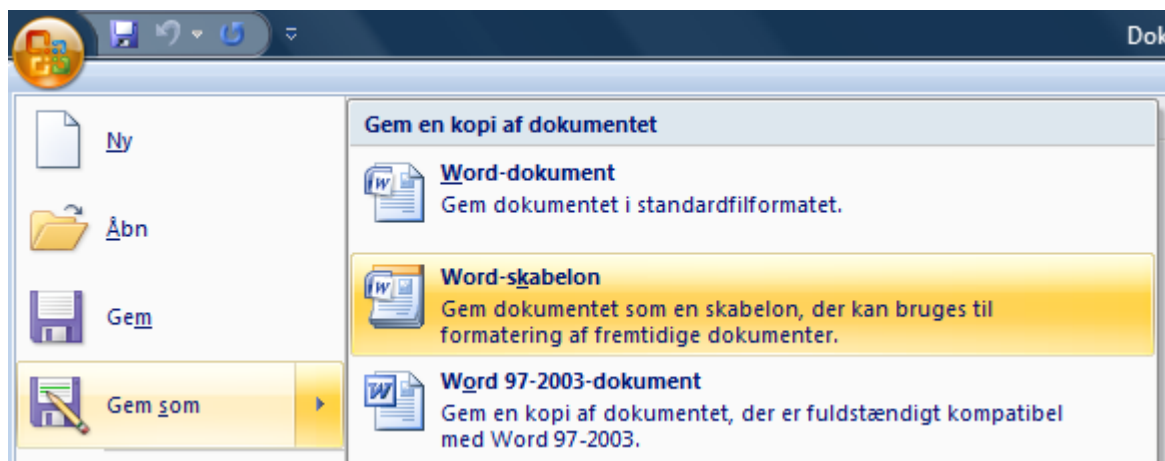 Dok
Ny
Åbn
Gem
Gem som
Gem en kopi af dokumentet
Word-dokument
Gem dokumentet i standardfilformatet.
Word-skabelon
Gem dokumentet som en skabelon, der kan bruges til
formatering af fremtidige dokumenter.
Word 97-2003-dokument
Gem en kopi af dokumentet, der er fuldstændigt kompatibel
med Word 97-2003.